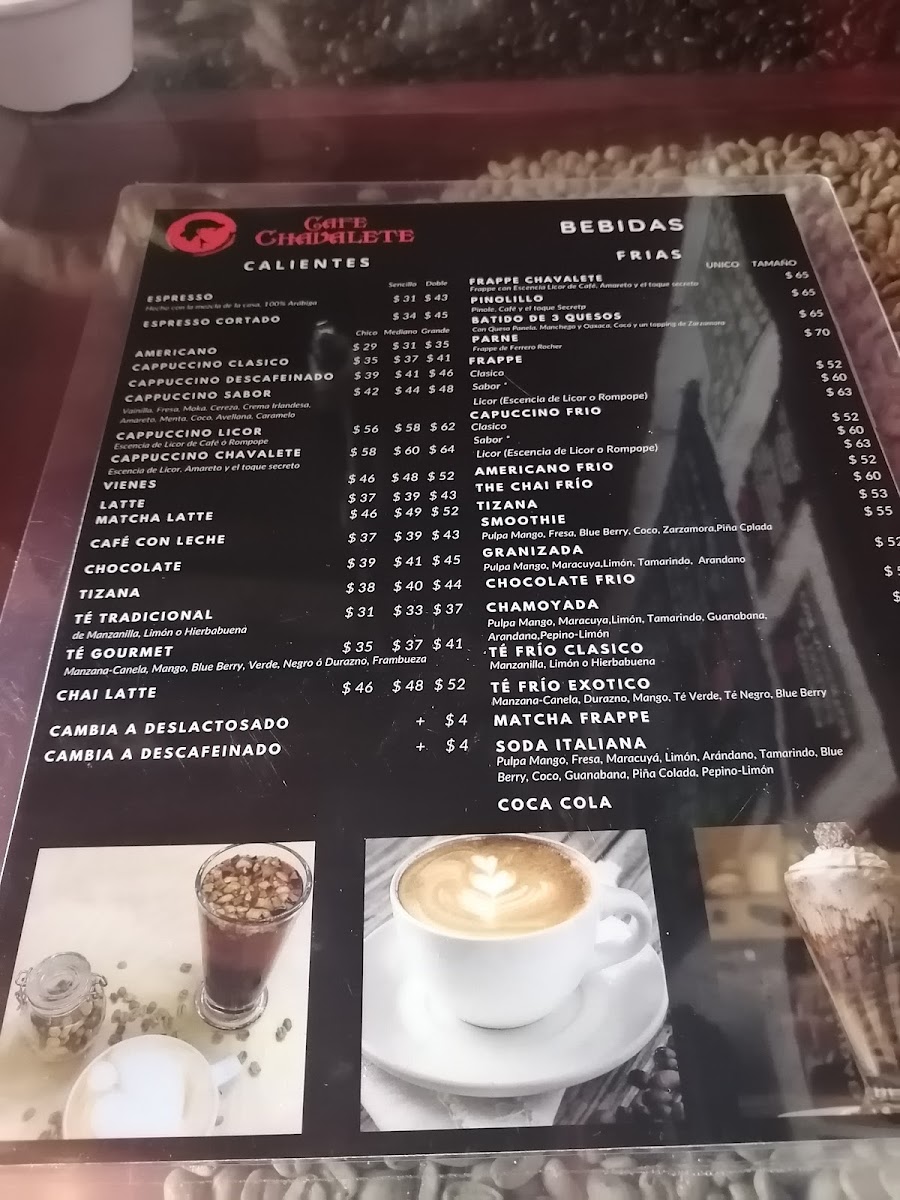 CAFE
CHAVALETE
BEBIDAS
CALIENTES
Sencillo Doble
ESPRESSO $ 31 $ 43
Hecho con la mezcla de la casa, 100% Arábiga
ESPRESSO CORTADO $ 34 $ 45
Chico Mediano Grande
AMERICANO $ 29 $ 31 $ 35
CAPPUCCINO CLASICO $ 35 $ 37 $ 41
CAPPUCCINO DESCAFEINADO $ 39 $ 41 $ 46
CAPPUCCINO SABOR $ 42 $ 44 $ 48
Vainilla, Fresa, Moka, Cereza, Crema Irlandesa,
Amareto, Menta, Coco, Avellana, Caramelo
CAPPUCCINO LICOR $ 56 $ 58 $ 62
Escencia de Licor de Café ó Rompope
CAPPUCCINO CHAVALETE $ 58 $ 60 $ 64
Escencia de Licor, Amareto y el toque secreto
VIENES $ 46 $ 48 $ 52
LATTE $ 37 $ 39 $ 43
MATCHA LATTE $ 46 $ 49 $ 52
CAFÉ CON LECHE $ 37 $ 39 $ 43
CHOCOLATE $ 39 $ 41 $ 45
TIZANA $ 38 $ 40 $ 44
TÉ TRADICIONAL $ 31 $ 33 $ 37
de Manzanilla, Limón o Hierbabuena
TÉ GOURMET $ 35 $ 37 $ 41
Manzana-Canela, Mango, Blue Berry, Verde, Negro ó Durazno, Frambueza
CHAI LATTE $ 46 $ 48 $ 52
CAMBIA A DESLACTOSADO + $ 4
CAMBIA A DESCAFEINADO + $ 4
FRIAS
UNICO TAMAÑO
FRAPPE CHAVALETE $ 65
Frappe con Escencia Licor de Café, Amareto y el toque secreto
PINOLILLO $ 65
Pinole, Café y el toque Secreto
BATIDO DE 3 QUESOS $ 65
Con Queso Panela, Manchego y Oaxaca, Coco y un topping de Zarzamora
PARNE $ 70
Frappe de Ferrero Rocher
FRAPPE
Clasico $ 52
Sabor * $ 60
Licor (Escencia de Licor o Rompope) $ 63
CAPUCCINO FRIO
Clasico $ 52
Sabor * $ 60
Licor (Escencia de Licor o Rompope) $ 63
AMERICANO FRIO $ 52
THE CHAI FRÍO $ 60
TIZANA $ 53
SMOOTHIE $ 55
Pulpa Mango, Fresa, Blue Berry, Coco, Zarzamora,Piña Cplada
GRANIZADA $ 52
Pulpa Mango, Maracuya,Limón, Tamarindo, Arandano
CHOCOLATE FRIO $
CHAMOYADA $
Pulpa Mango, Maracuya,Limón, Tamarindo, Guanabana,
Arandano,Pepino-Limón
TÉ FRÍO CLASICO
Manzanilla, Limón o Hierbabuena
TÉ FRÍO EXOTICO
Manzana-Canela, Durazno, Mango, Té Verde, Té Negro, Blue Berry
MATCHA FRAPPE
SODA ITALIANA
Pulpa Mango, Fresa, Maracuyá, Limón, Arándano, Tamarindo, Blue
Berry, Coco, Guanabana, Piña Colada, Pepino-Limón
COCA COLA